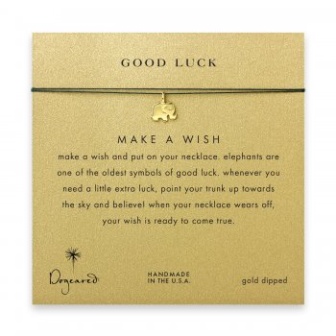 GOOD LUCK
MAKE A WISH
make a wish and put on your necklace. elephants are
one of the oldest symbols of good luck. whenever you
need a little extra luck, point your trunk up towards
the sky and believe! when your necklace wears off,
your wish is ready to come true.
Dogeared
HANDMADE
IN THE U.S.A.
gold dipped